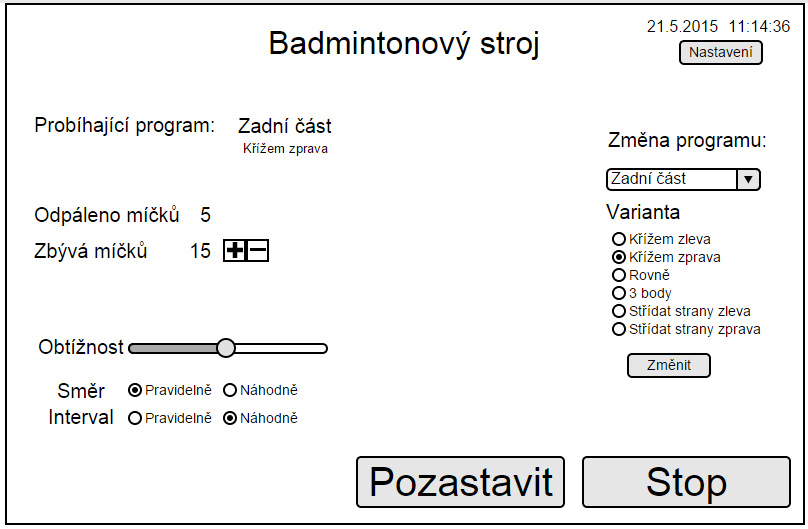 21.5.2015 11:14:36
Badmintonový stroj
Nastavení
Probíhající program: Zadní část
Křížem zprava
Změna programu:
Zadní část
Odpáleno míčků 5
Varianta
Zbývá míčků 15
Křížem zleva
Křížem zprava
Rovně
3 body
Střídat strany zleva
Střídat strany zprava
Obtížnost
Změnit
Směr Pravidelně Náhodně
Interval Pravidelně Náhodně
Pozastavit Stop